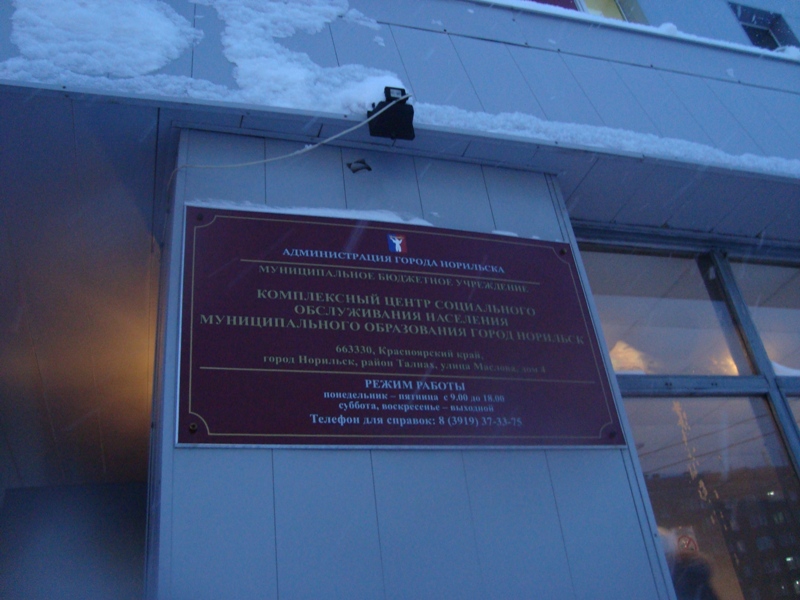 АДМИНИСТРАЦИЯ ГОРОДА НОРИЛЬСКА
МУНИЦИПАЛЬНОЕ БЮДЖЕТНОЕ УЧРЕЖДЕНИЕ
КОМПЛЕКСНЫЙ ЦЕНТР СОЦИАЛЬНОГО
ОБСЛУЖИВАНИЯ НАСЕЛЕНИЯ
МУНИЦИПАЛЬНОГО ОБРАЗОВАНИЯ ГОРОД НОРИЛЬСК
663330, Красноярский край,
город Норильск, район Талнах, улица Маслова, дом 4
РЕЖИМ РАБОТЫ
понедельник – пятница с 9.00 до 18.00
суббота, воскресенье – выходной
Телефон для справок: 8 (3919) 37-33-75